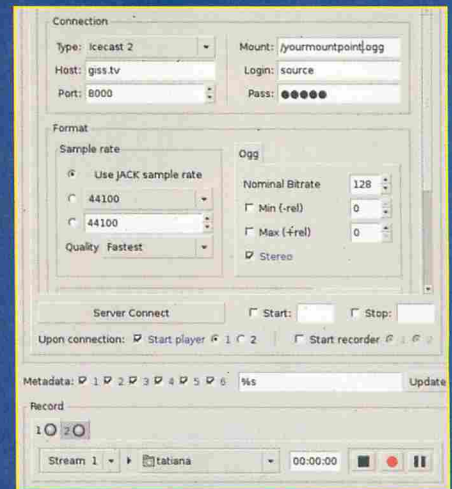 Connection
Type: Icecast 2 Mount: /yourmountpoint.ogg
Host: giss.tv Login: source
Port: 8000 Pass: ●●●●●
Format
Sample rate
Ogg
Use JACK sample rate
Nominal Bitrate 128
44100
Min (-rel) 0
44100
Max (+rel) 0
Quality Fastest
Stereo
Server Connect Start: Stop:
Upon connection: Start player 1 2 Start recorder 1 2
Metadata: 1 2 3 4 5 6 %s Update
Record
1 2
Stream 1 tatiana 00:00:00